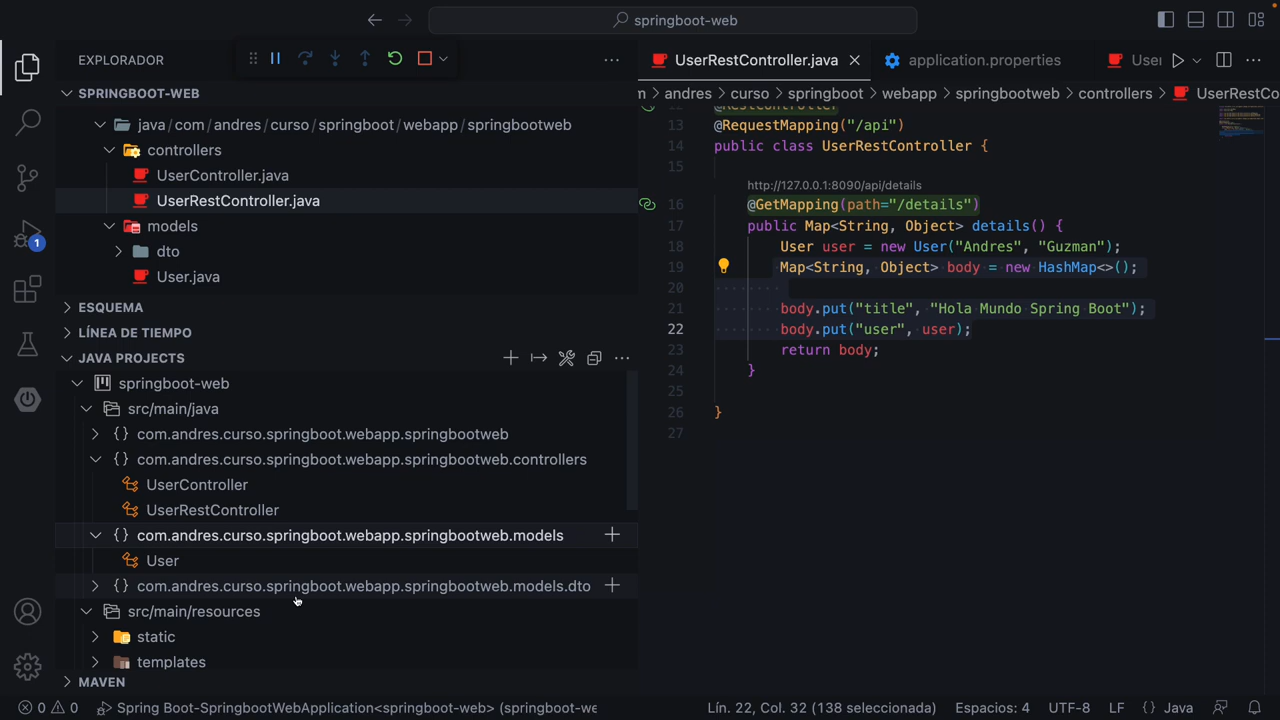 springboot-web
EXPLORADOR
SPRINGBOOT-WEB
java/com/andres/curso/springboot/webapp/springbootweb
controllers
UserController.java
UserRestController.java
models
dto
User.java
ESQUEMA
LÍNEA DE TIEMPO
JAVA PROJECTS
springboot-web
src/main/java
com.andres.curso.springboot.webapp.springbootweb
com.andres.curso.springboot.webapp.springbootweb.controllers
UserController
UserRestController
com.andres.curso.springboot.webapp.springbootweb.models
User
com.andres.curso.springboot.webapp.springbootweb.models.dto
src/main/resources
static
templates
MAVEN
1
UserRestController.java
application.properties
User
andres > curso > springboot > webapp > springbootweb > controllers > UserRestCo
12 @RestController
13 @RequestMapping("/api")
14 public class UserRestController {
15
http://127.0.0.1:8090/api/details
16 @GetMapping(path="/details")
17 public Map<String, Object> details() {
18 User user = new User("Andres", "Guzman");
19 Map<String, Object> body = new HashMap<>();
20
21 body.put("title", "Hola Mundo Spring Boot");
22 body.put("user", user);
23 return body;
24 }
25
26 }
27
0 0 Spring Boot-SpringbootWebApplication<springboot-web> (springboot-we
Lín. 22, Col. 32 (138 seleccionada) Espacios: 4 UTF-8 LF {} Java